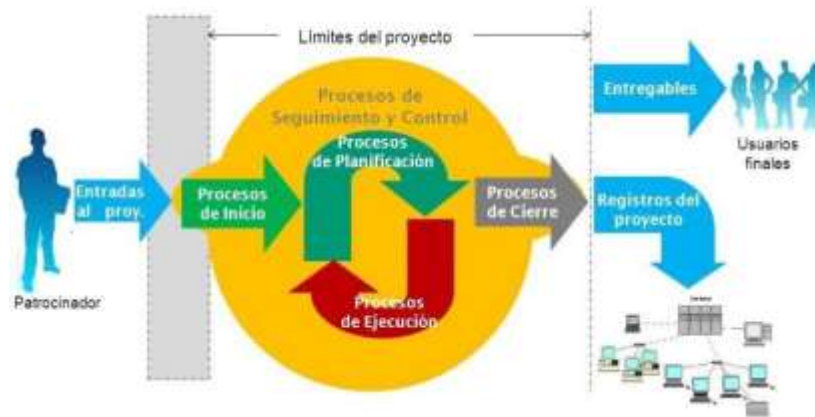 Límites del proyecto
Procesos de
Seguimiento y Control
Procesos
de Planificación
Entregables
Usuarios
finales
Entradas
al proy.
Procesos
de Inicio
Procesos
de Cierre
Registros del
proyecto
Patrocinador
Procesos
de Ejecución